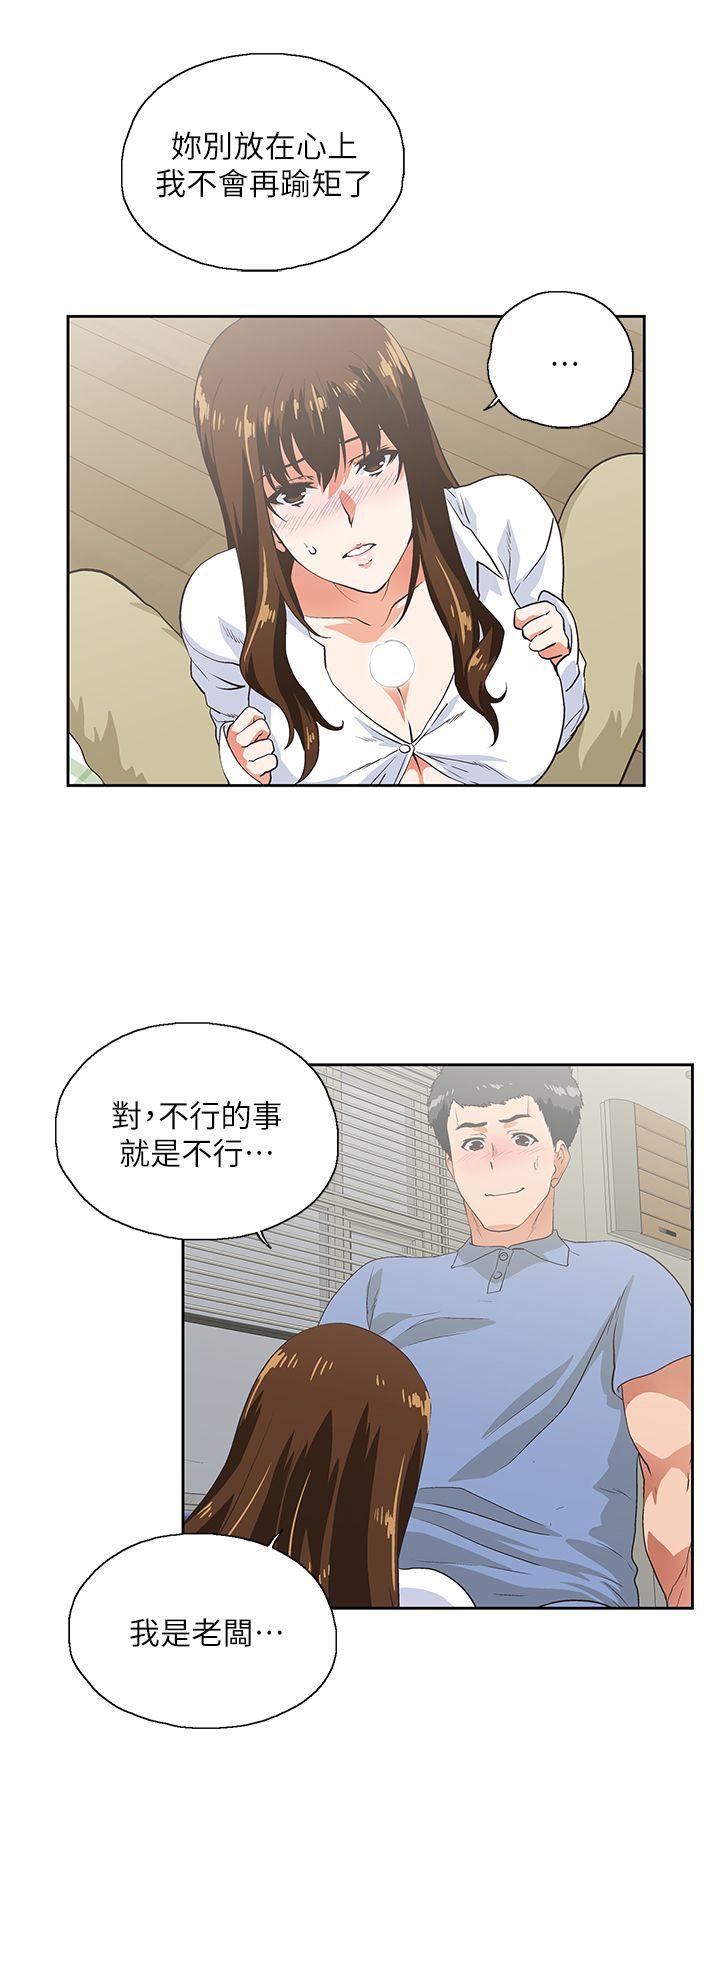 妳別放在心上
我不會再踰矩了
…
對,不行的事
就是不行…
我是老闆…